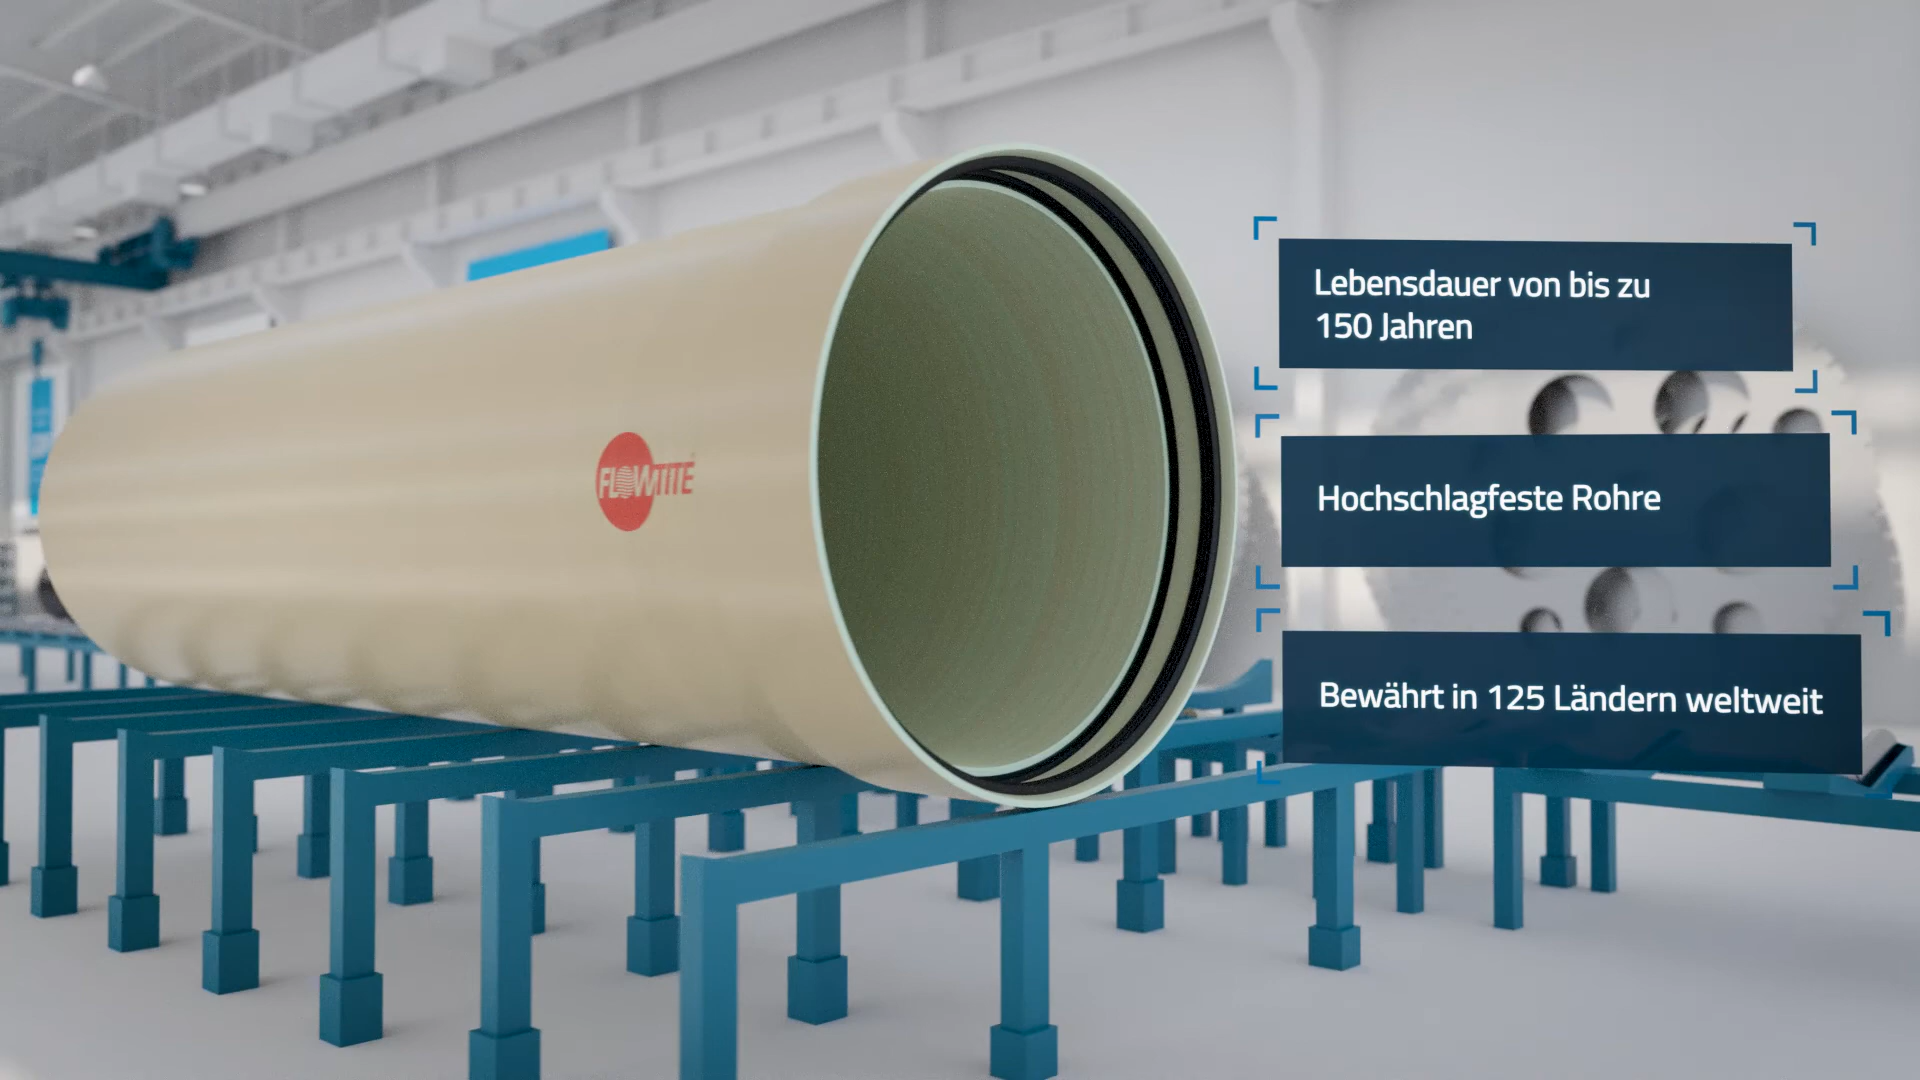 FLOWTITE
Lebensdauer von bis zu
150 Jahren
Hochschlagfeste Rohre
Bewährt in 125 Ländern weltweit